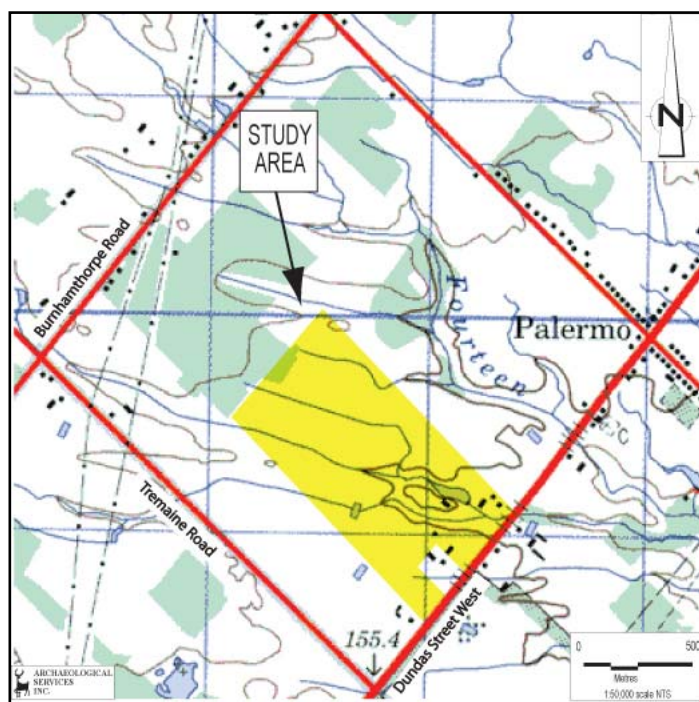 N
STUDY
AREA
Burnhamthorpe Road
Fourteen
Palermo
Tremaine Road
Dundas Street West
155.4
ARCHAEOLOGICAL
SERVICES
INC.
0 500
Metres
1:50,000 scale NTS